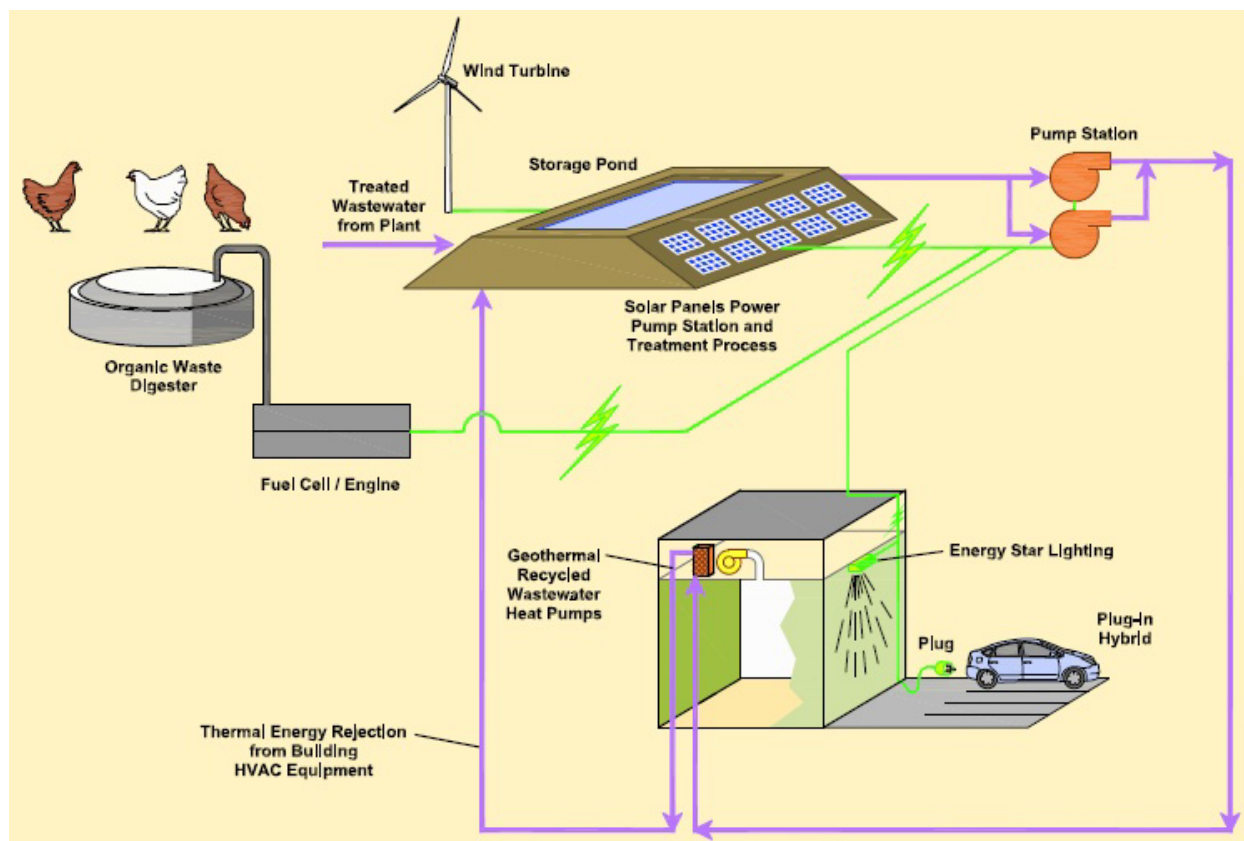 Wind Turbine
Pump Station
Storage Pond
Treated
Wastewater
from Plant
Solar Panels Power
Pump Station and
Treatment Process
Organic Waste
Digester
Fuel Cell / Engine
Geothermal
Recycled
Wastewater
Heat Pumps
Energy Star Lighting
Plug
Plug-In
Hybrid
Thermal Energy Rejection
from Building
HVAC Equipment